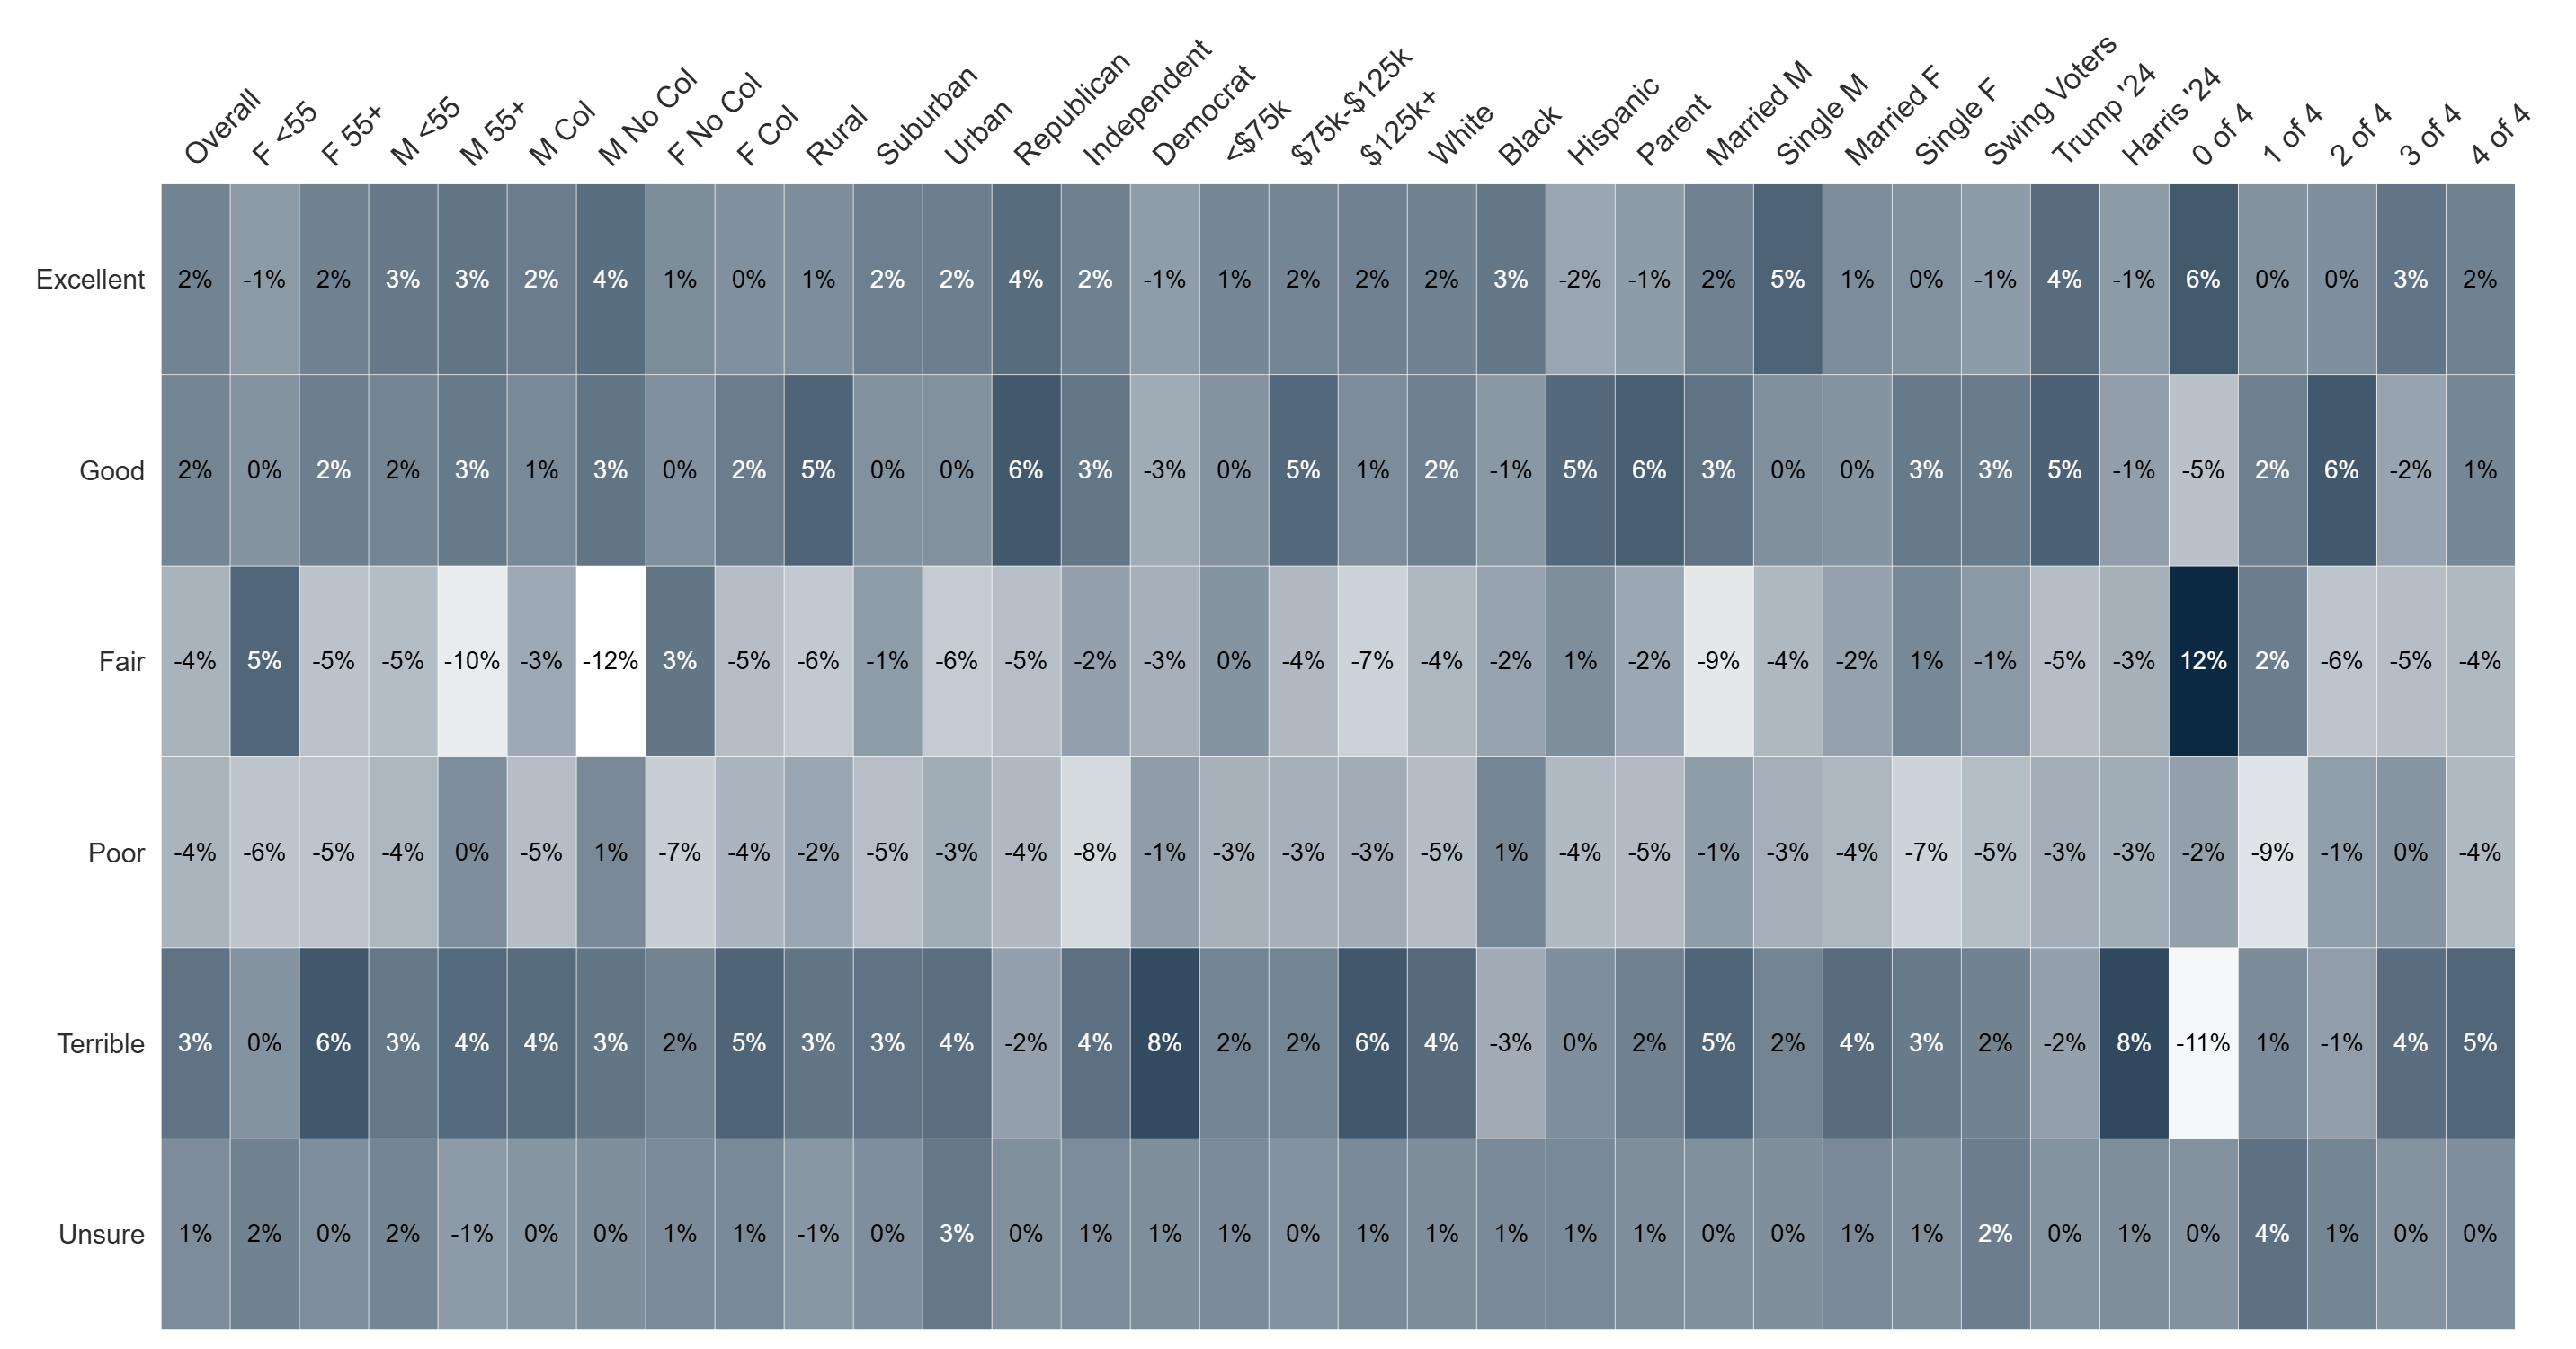 Overall F <55 F 55+ M <55 M 55+ M Col M No Col F No Col F Col Rural Suburban Urban Republican Independent Democrat <$75k $75k-$125k $125k+ White Black Hispanic Parent Married M Single M Married F Single F Swing Voters Trump '24 Harris '24 0 of 4 1 of 4 2 of 4 3 of 4 4 of 4
Excellent 2% -1% 2% 3% 3% 2% 4% 1% 0% 1% 2% 2% 4% 2% -1% 1% 2% 2% 2% 3% -2% -1% 2% 5% 1% 0% -1% 4% -1% 6% 0% 0% 3% 2%
Good 2% 0% 2% 2% 3% 1% 3% 0% 2% 5% 0% 0% 6% 3% -3% 0% 5% 1% 2% -1% 5% 6% 3% 0% 0% 3% 3% 5% -1% -5% 2% 6% -2% 1%
Fair -4% 5% -5% -5% -10% -3% -12% 3% -5% -6% -1% -6% -5% -2% -3% 0% -4% -7% -4% -2% 1% -2% -9% -4% -2% 1% -1% -5% -3% 12% 2% -6% -5% -4%
Poor -4% -6% -5% -4% 0% -5% 1% -7% -4% -2% -5% -3% -4% -8% -1% -3% -3% -3% -5% 1% -4% -5% -1% -3% -4% -7% -5% -3% -3% -2% -9% -1% 0% -4%
Terrible 3% 0% 6% 3% 4% 4% 3% 2% 5% 3% 3% 4% -2% 4% 8% 2% 2% 6% 4% -3% 0% 2% 5% 2% 4% 3% 2% -2% 8% -11% 1% -1% 4% 5%
Unsure 1% 2% 0% 2% -1% 0% 0% 1% 1% -1% 0% 3% 0% 1% 1% 1% 0% 1% 1% 1% 1% 1% 0% 0% 1% 1% 2% 0% 1% 0% 4% 1% 0% 0%